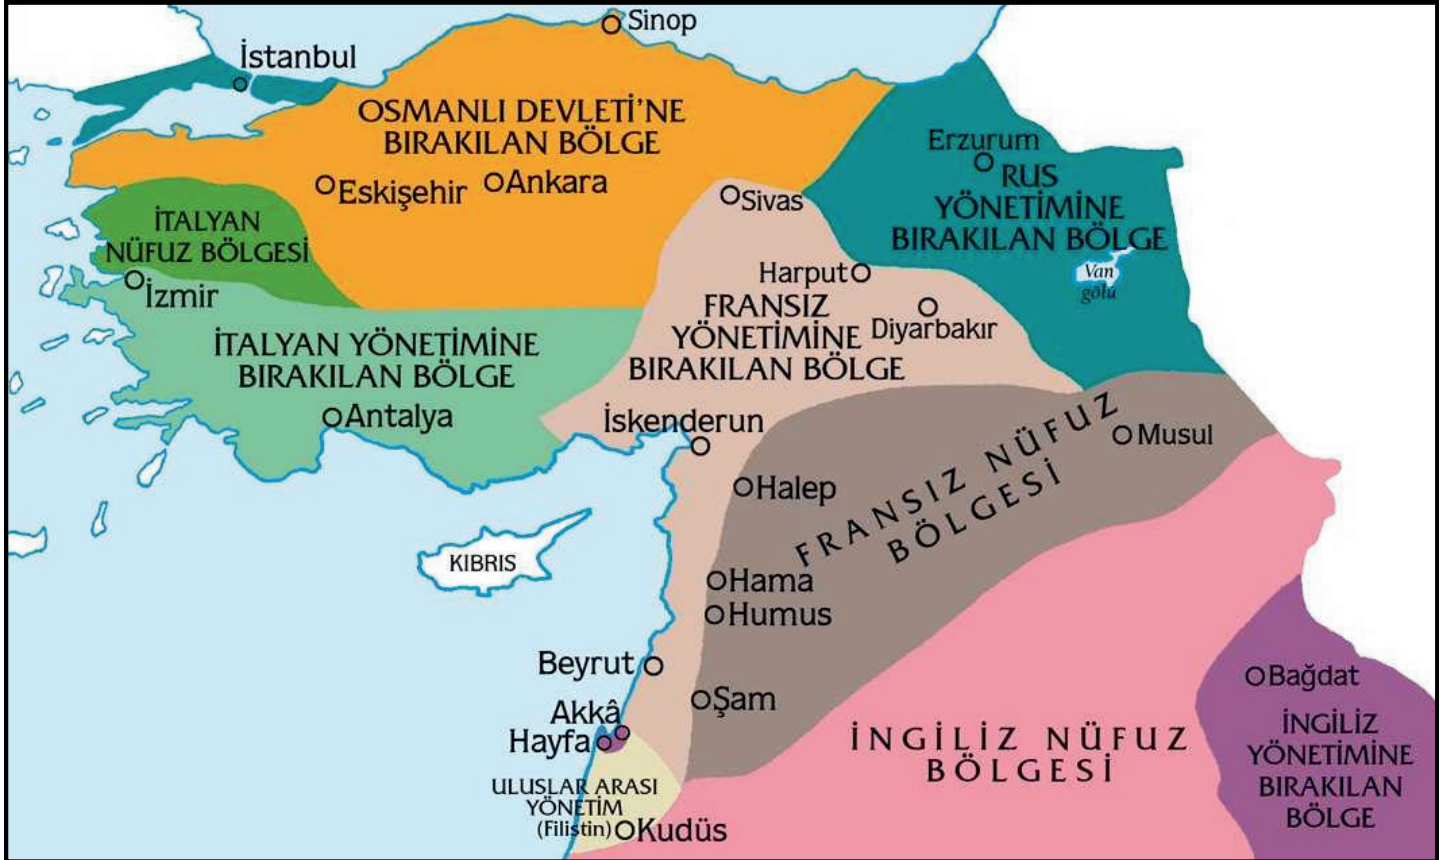 Sinop
İstanbul
OSMANLI DEVLETİ'NE
BIRAKILAN BÖLGE
Eskişehir
Ankara
Erzurum
RUS
YÖNETİMİNE
BIRAKILAN BÖLGE
Van
gölü
Sivas
İTALYAN
NÜFUZ BÖLGESİ
İzmir
Harput
FRANSIZ
YÖNETİMİNE
BIRAKILAN BÖLGE
Diyarbakır
İTALYAN YÖNETİMİNE
BIRAKILAN BÖLGE
Antalya
İskenderun
Musul
FRANSIZ NÜFUZ
BÖLGESİ
Halep
KIBRIS
Hama
Humus
Beyrut
Şam
Akkâ
Hayfa
Bağdat
İNGİLİZ NÜFUZ
BÖLGESİ
İNGİLİZ
YÖNETİMİNE
BIRAKILAN
BÖLGE
ULUSLAR ARASI
YÖNETİM
(Filistin)
Kudüs